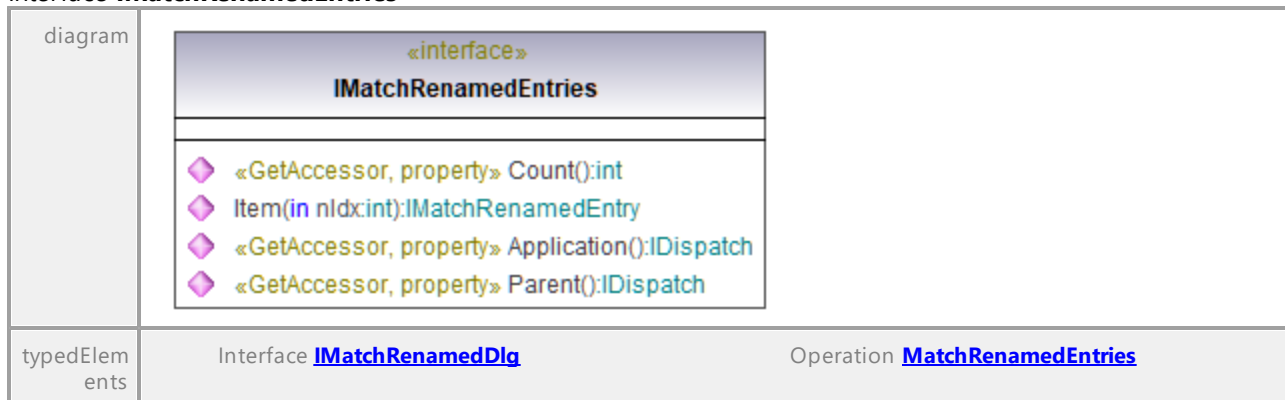 diagram
«interface»
IMatchRenamedEntries
«GetAccessor, property» Count():int
Item(in nIdx:int):IMatchRenamedEntry
«GetAccessor, property» Application():IDispatch
«GetAccessor, property» Parent():IDispatch
typedElem
ents
Interface IMatchRenamedDlg Operation MatchRenamedEntries